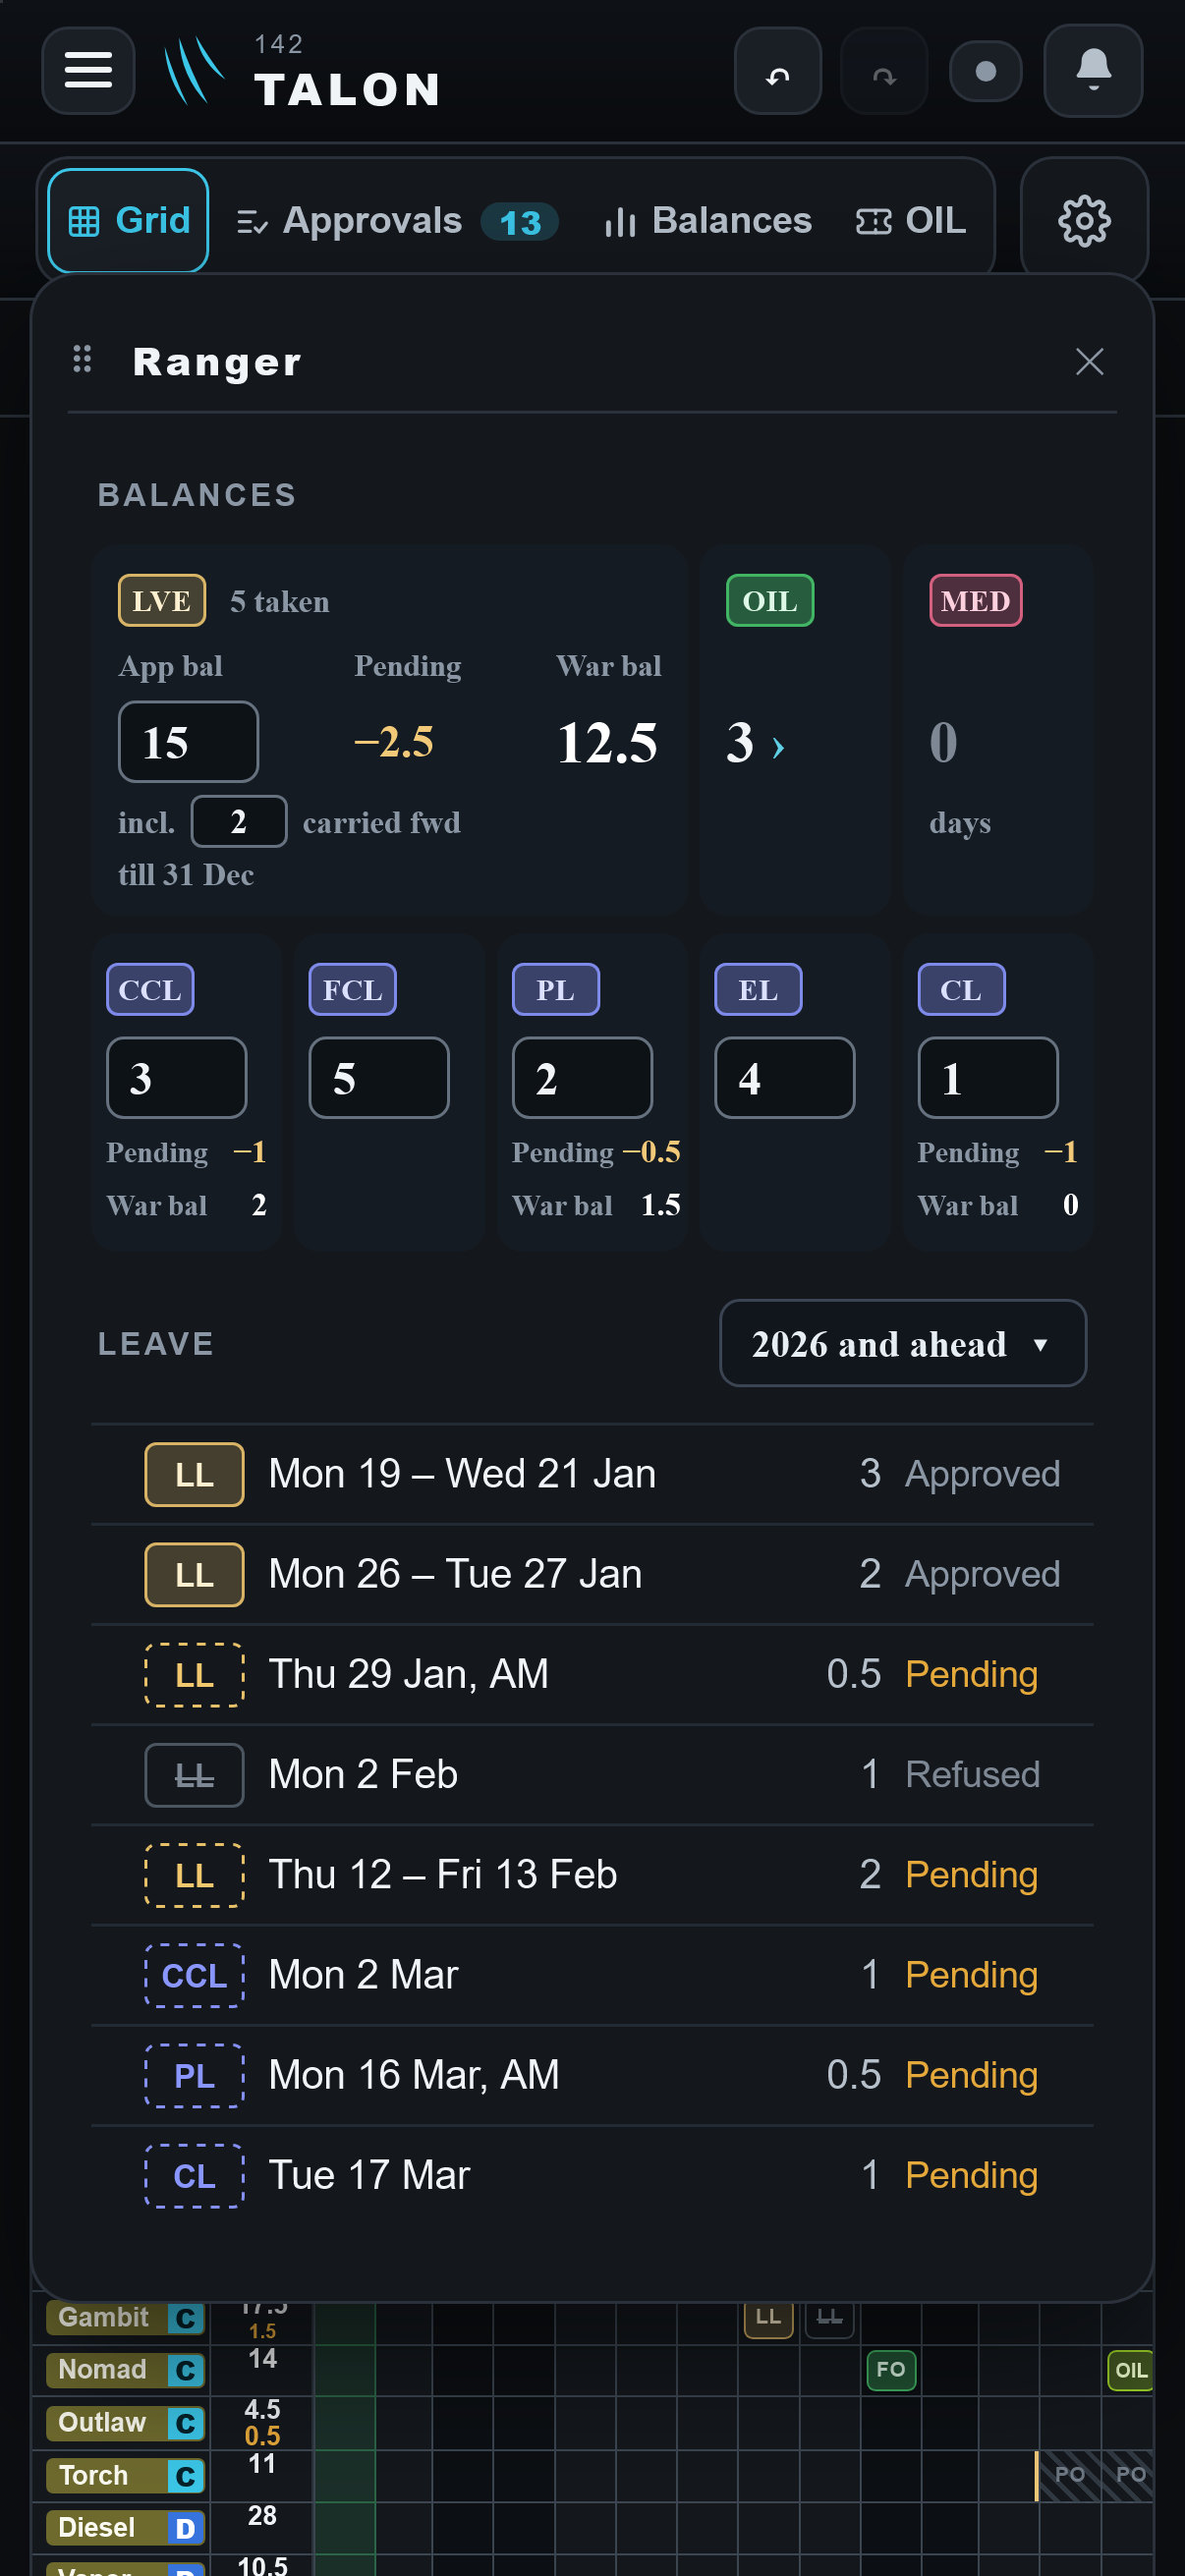 142
TALON
Grid
Approvals 13
Balances
OIL
Ranger
BALANCES
LVE 5 taken
OIL
MED
App bal Pending War bal
15 −2.5 12.5
3 ›
0
incl. 2 carried fwd
days
till 31 Dec
CCL FCL PL EL CL
3 5 2 4 1
Pending −1
Pending −0.5
Pending −1
War bal 2
War bal 1.5
War bal 0
LEAVE
2026 and ahead ▼
LL Mon 19 – Wed 21 Jan 3 Approved
LL Mon 26 – Tue 27 Jan 2 Approved
LL Thu 29 Jan, AM 0.5 Pending
LL Mon 2 Feb 1 Refused
LL Thu 12 – Fri 13 Feb 2 Pending
CCL Mon 2 Mar 1 Pending
PL Mon 16 Mar, AM 0.5 Pending
CL Tue 17 Mar 1 Pending
Gambit C 17.5 LL LL
1.5
Nomad C 14 FO OIL
Outlaw C 4.5
0.5
Torch C 11 PO PO
Diesel D 28
10.5